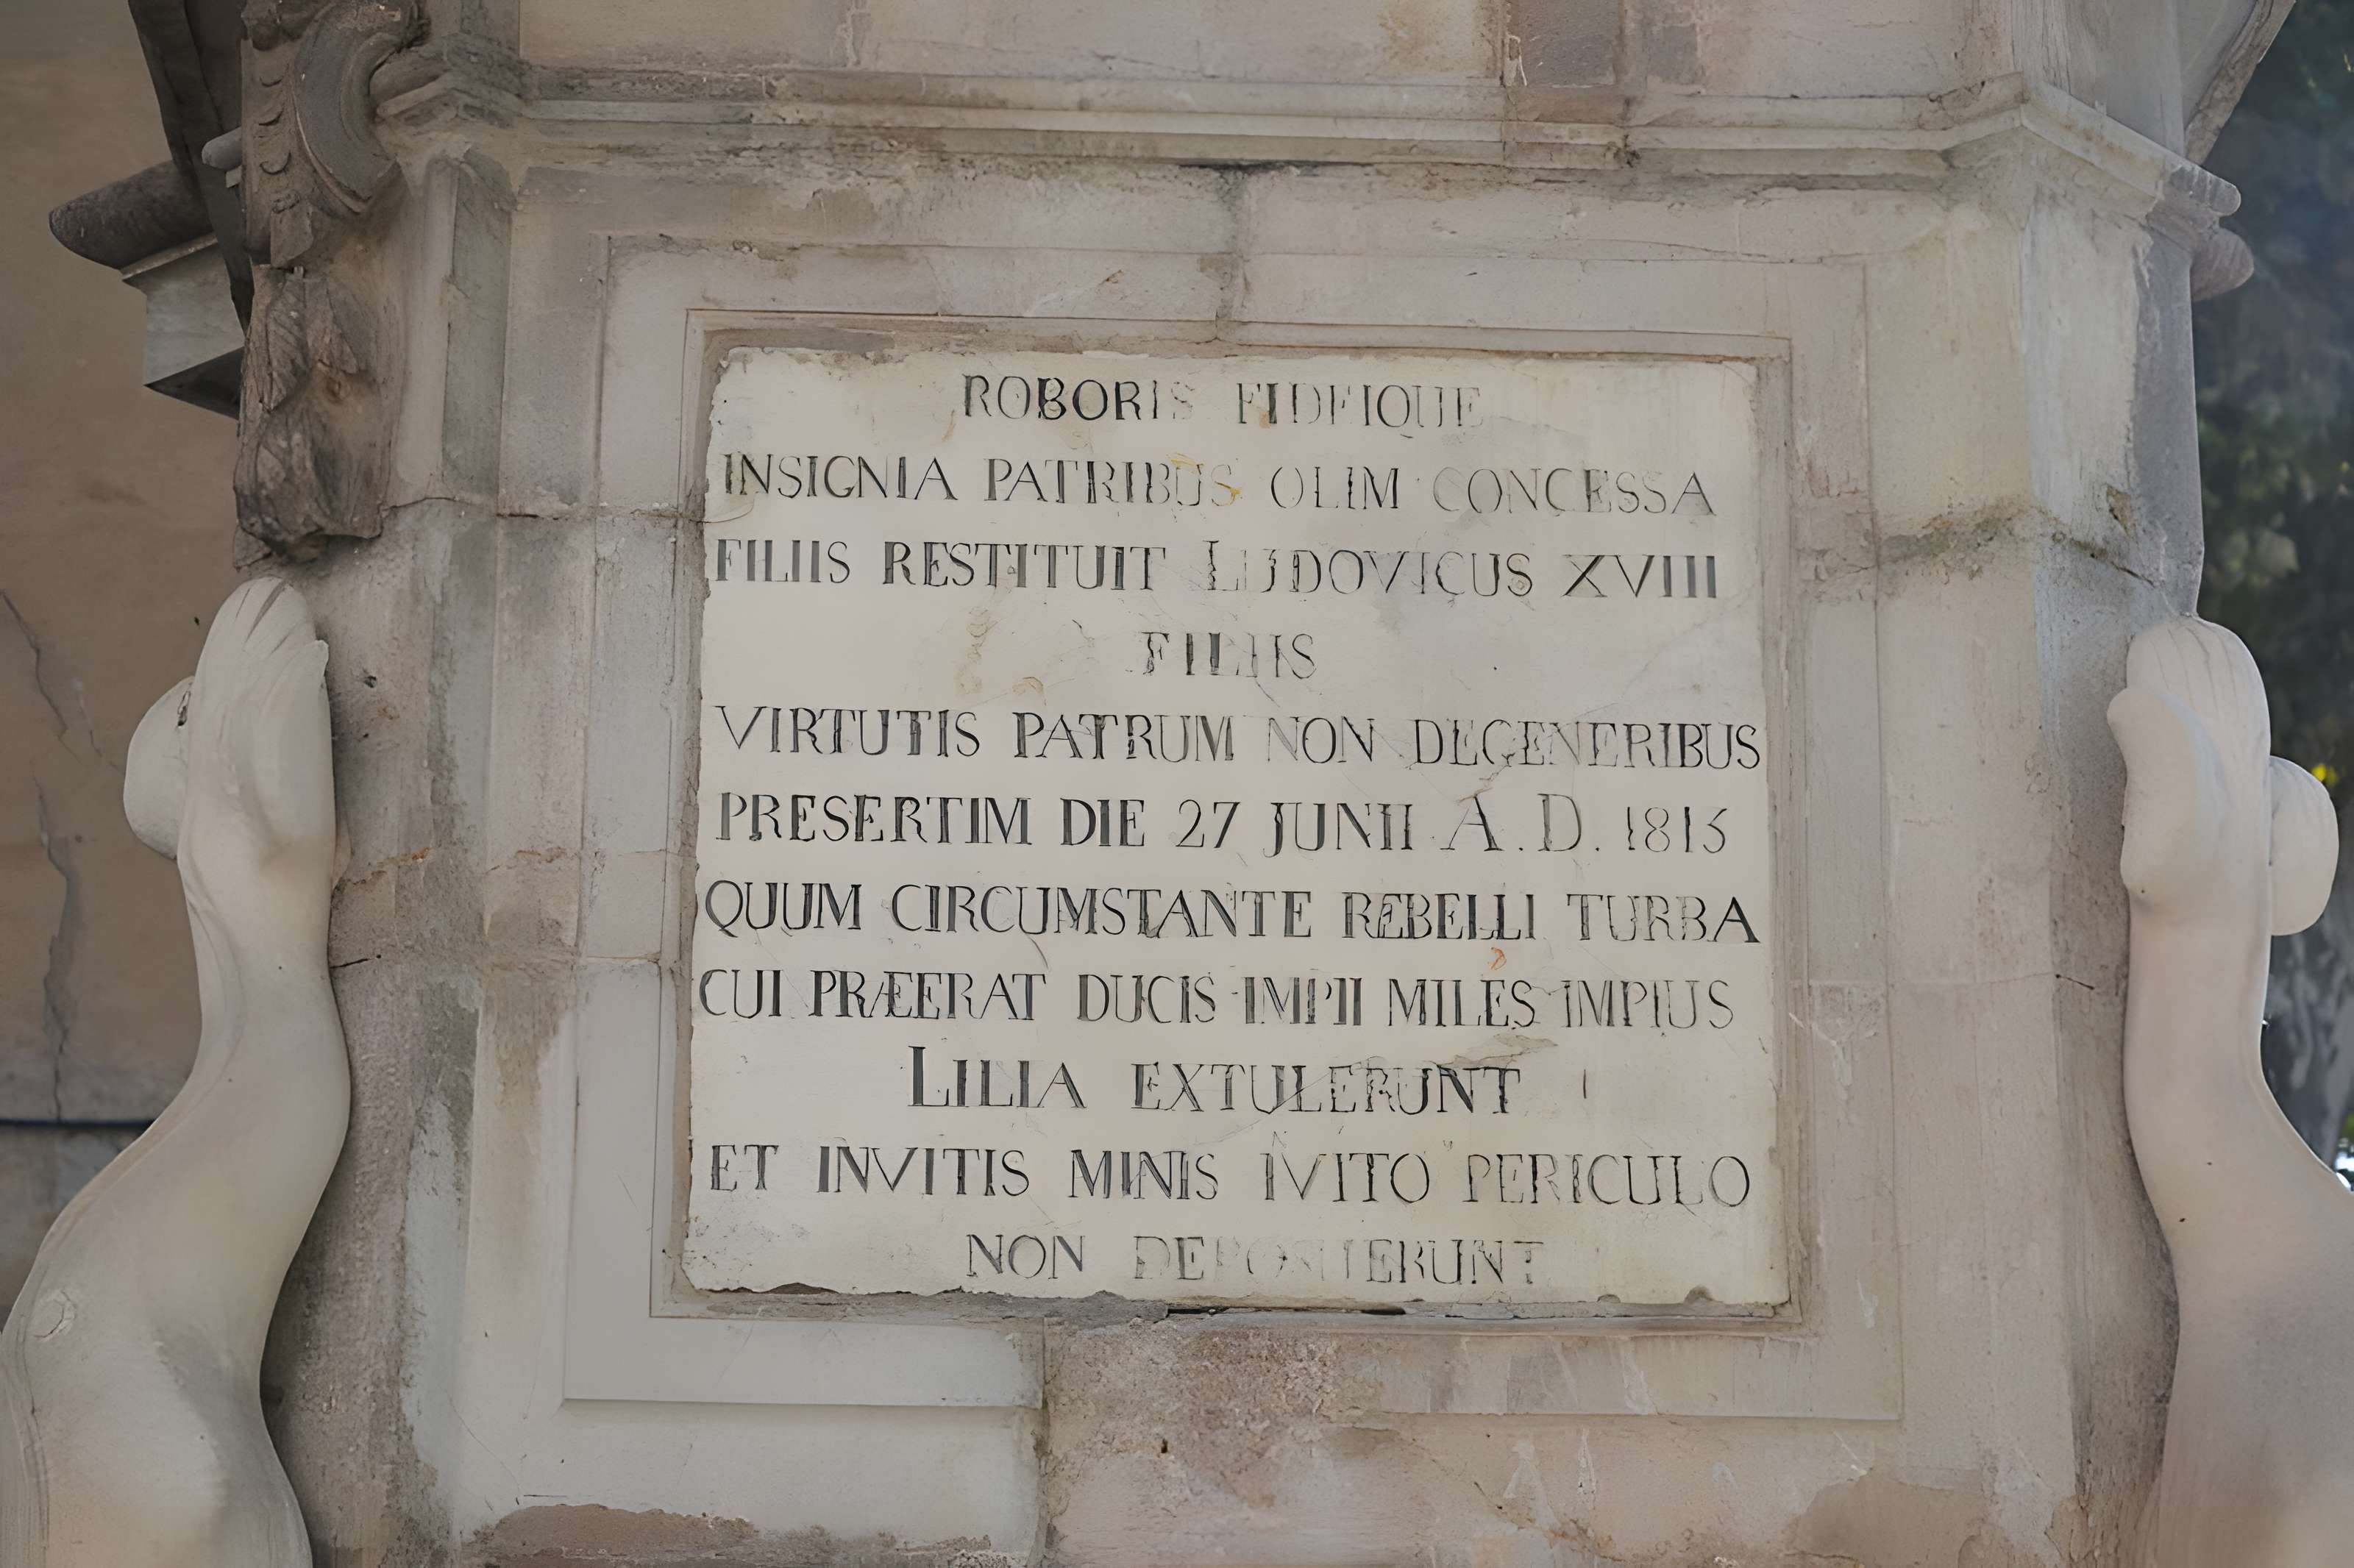 ROBORIS FIDEIQUE
INSIGNIA PATRIBUS OLIM CONCESSA
FILIIS RESTITUIT LUDOVICUS XVIII
FILIIS
VIRTUTIS PATRUM NON DEGENERIBUS
PRESERTIM DIE 27 JUNII A.D. 1815
QUUM CIRCUMSTANTE REBELLI TURBA
CUI PRÆERAT DUCIS IMPII MILES IMPIUS
LILIA EXTULERUNT
ET INVITIS MINIS IVITO PERICULO
NON DEPOSUERUNT